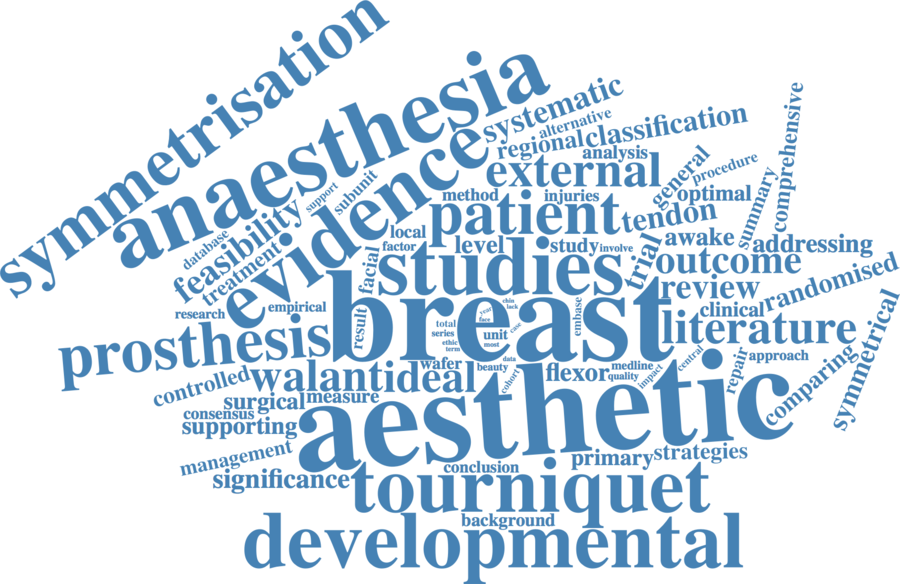 symmetrisation
anaesthesia
evidence
systematic
alternative
regional
classification
analysis
comprehensive
support
subunit
external
general
procedure
method
injuries
optimal
summary
database
feasibility
treatment
local
factor
patient
tendon
level
study
involve
trial
awake
addressing
facial
studies
outcome
research
empirical
review
randomised
clinical
symmetrical
prosthesis
result
breast
chin
lack
year
face
embase
total
series
unit
case
ethic
most
term
data
literature
central
repair
approach
comparing
controlled
walant
ideal
wafer
beauty
cohort
flexor
medline
quality
impact
surgical
measure
consensus
supporting
aesthetic
management
significance
conclusion
primary
strategies
tourniquet
background
developmental